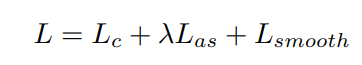 L = L_c + λL_{as} + L_{smooth}